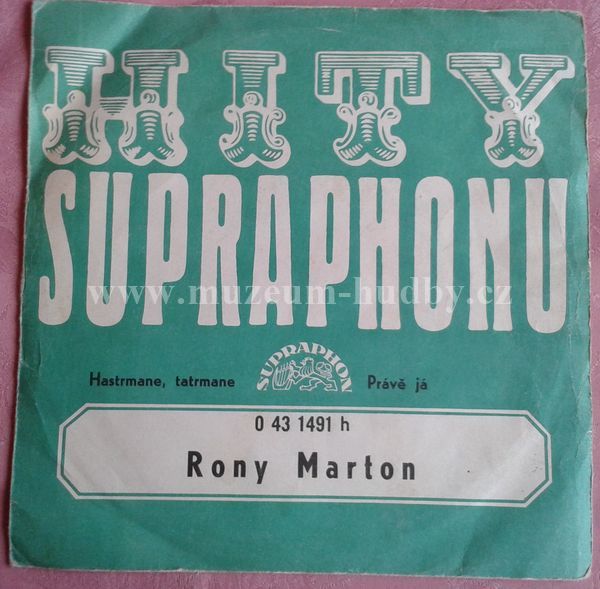 HITY
SUPRAPHONU
www.muzeum-hudby.cz
Hastrmane, tatrmane
SUPRAPHON
Právě já
0 43 1491 h
Rony Marton